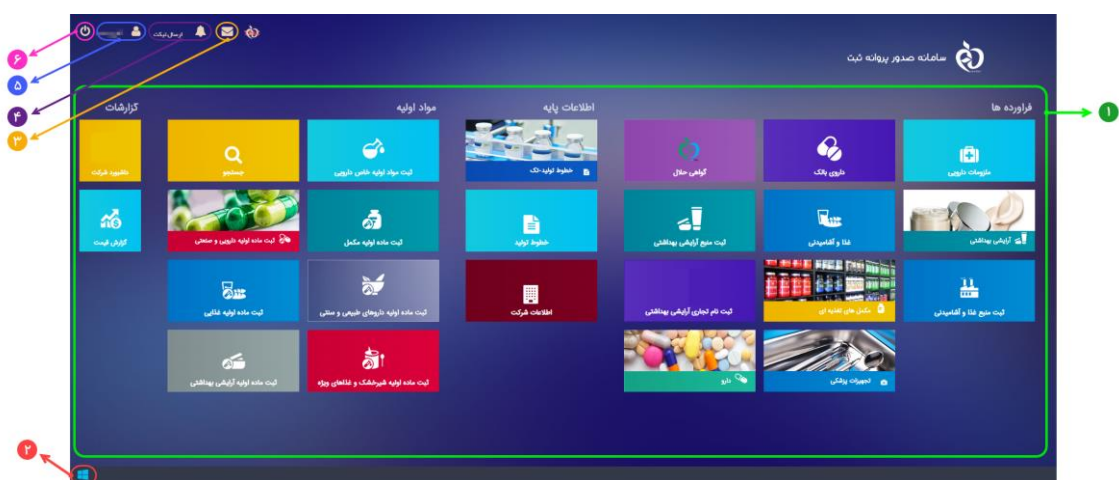 ارسال تیکت
سامانه صدور پروانه ثبت
فراورده ها
ملزومات دارویی
داروی بالک
گواهی حلال
آرایشی بهداشتی
غذا و آشامیدنی
ثبت منبع آرایشی بهداشتی
ثبت منبع غذا و آشامیدنی
مکمل های تغذیه ای
ثبت نام تجاری آرایشی بهداشتی
تجهیزات پزشکی
دارو
اطلاعات پایه
خطوط تولید-تک
خطوط تولید
اطلاعات شرکت
مواد اولیه
ثبت مواد اولیه خاص دارویی
جستجو
ثبت ماده اولیه مکمل
ثبت ماده اولیه دارویی و صنعتی
ثبت ماده اولیه داروهای طبیعی و سنتی
ثبت ماده اولیه غذایی
ثبت ماده اولیه شیرخشک و غذاهای ویژه
ثبت ماده اولیه آرایشی بهداشتی
گزارشات
داشبورد شرکت
گزارش قیمت
۱
۲
۳
۴
۵
۶